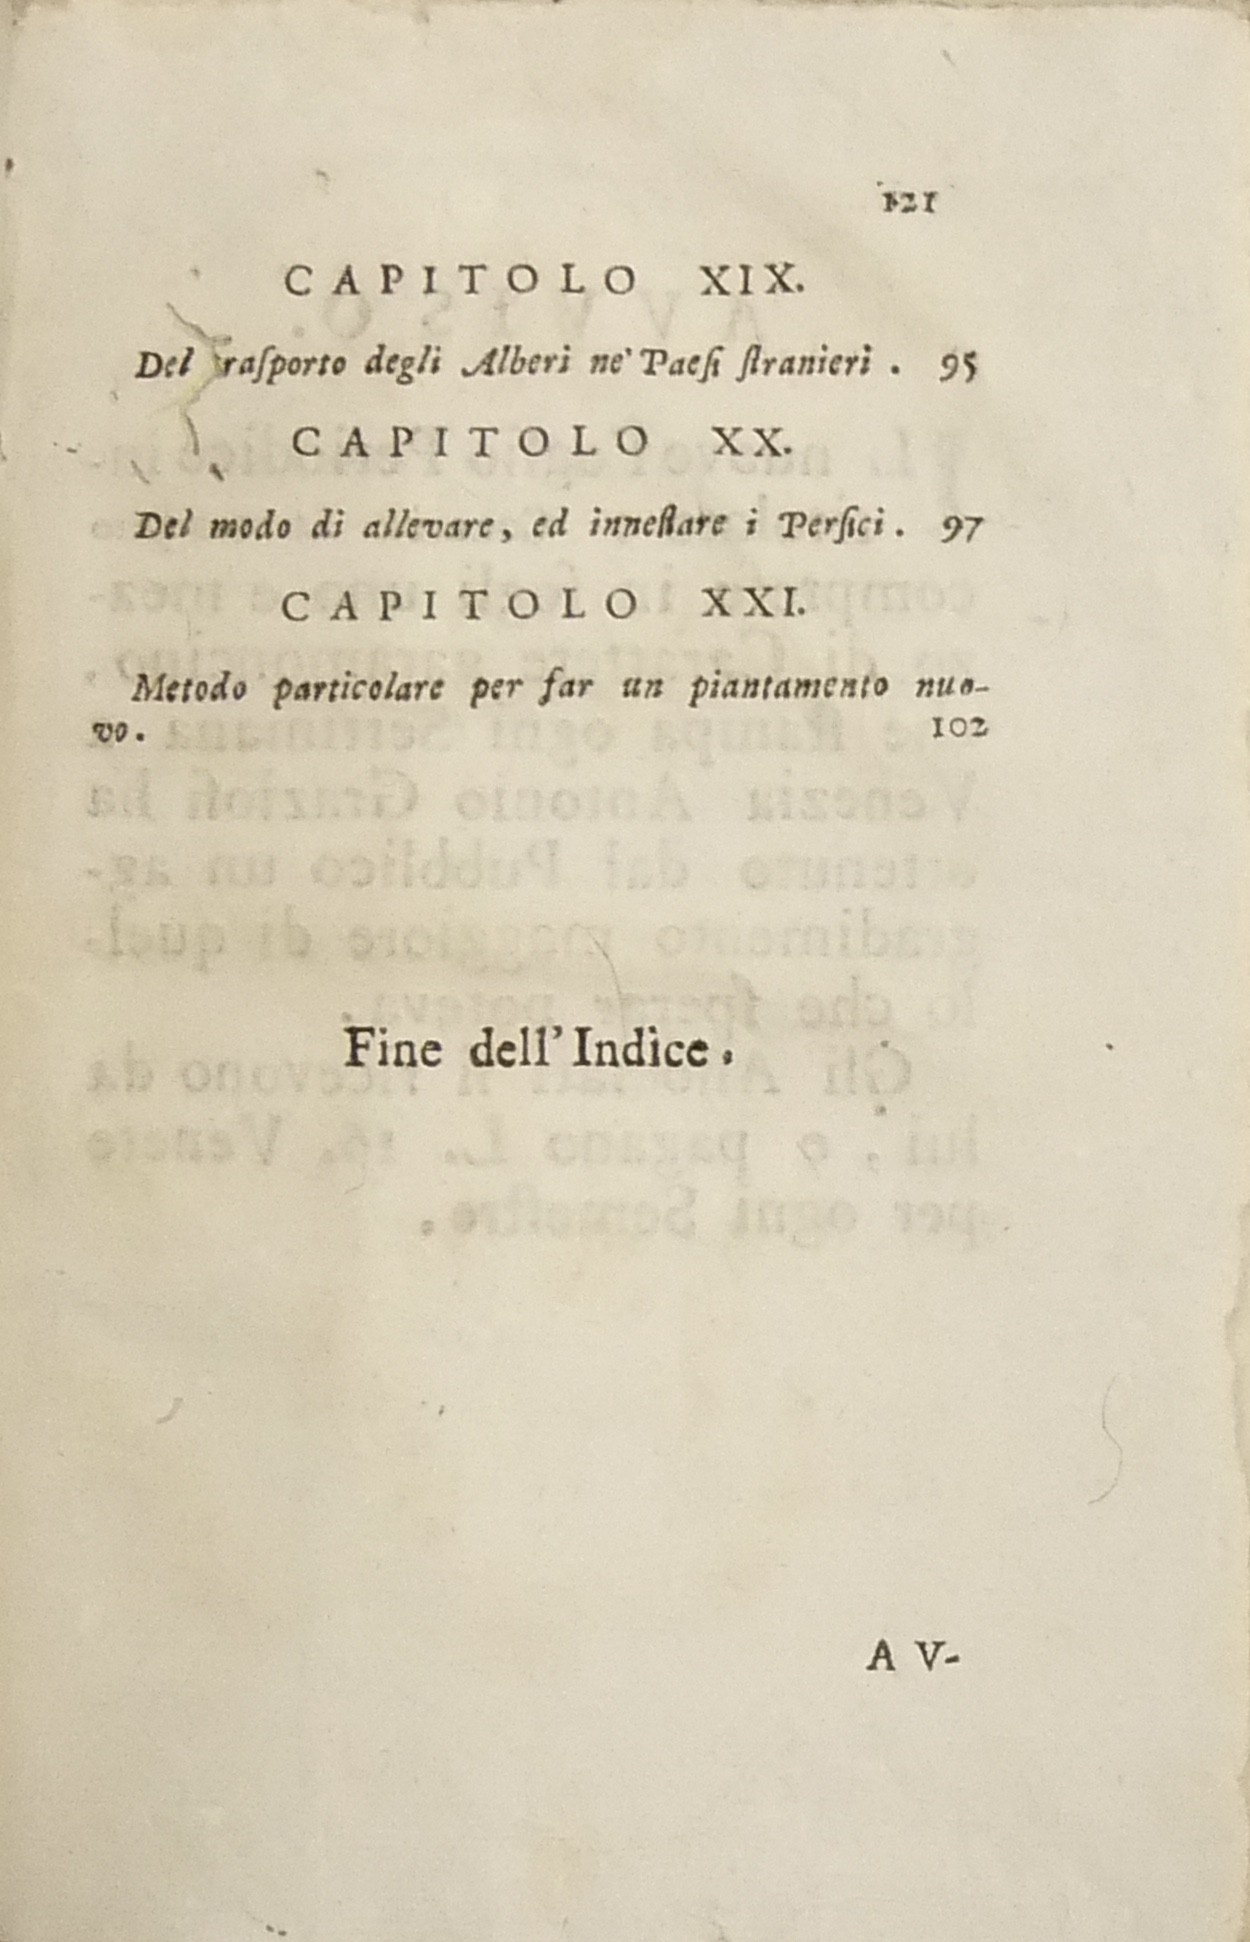 121
CAPITOLO XIX.
Del traſporto degli Alberi ne' Paeſi ſtranieri . 95
CAPITOLO XX.
Del modo di allevare, ed inneſtare i Perſici . 97
CAPITOLO XXI.
Metodo particolare per far un piantamento nuo-
vo . 102
Fine dell' Indice .
AV-